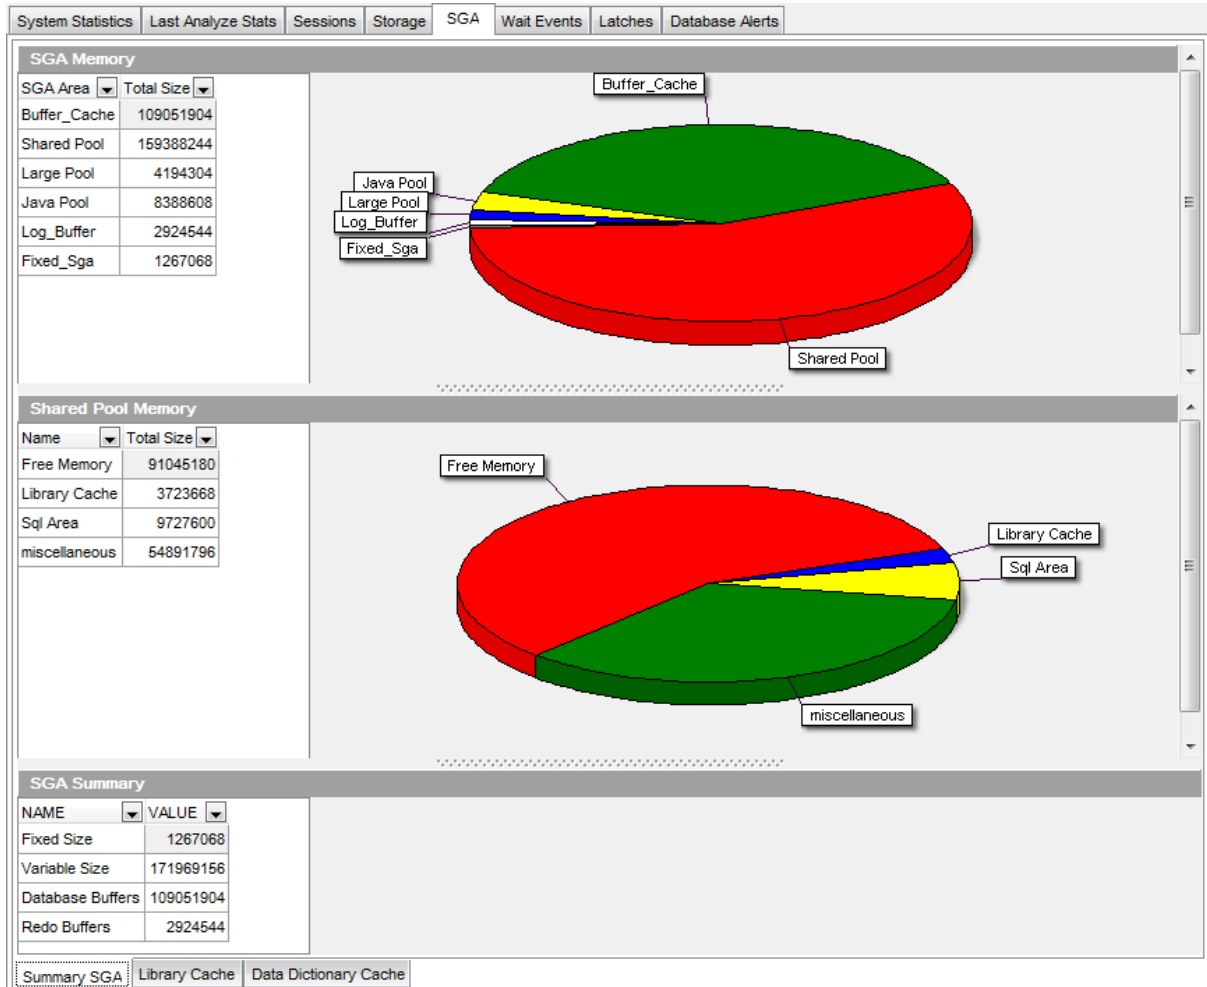 System Statistics Last Analyze Stats Sessions Storage SGA Wait Events Latches Database Alerts
SGA Memory
SGA Area Total Size
Buffer_Cache 109051904
Shared Pool 159388244
Large Pool 4194304
Java Pool 8388608
Log_Buffer 2924544
Fixed_Sga 1267068
Buffer_Cache
Java Pool
Large Pool
Log_Buffer
Fixed_Sga
Shared Pool
Shared Pool Memory
Name Total Size
Free Memory 91045180
Library Cache 3723668
Sql Area 9727600
miscellaneous 54891796
Free Memory
Library Cache
Sql Area
miscellaneous
SGA Summary
NAME VALUE
Fixed Size 1267068
Variable Size 171969156
Database Buffers 109051904
Redo Buffers 2924544
Summary SGA Library Cache Data Dictionary Cache